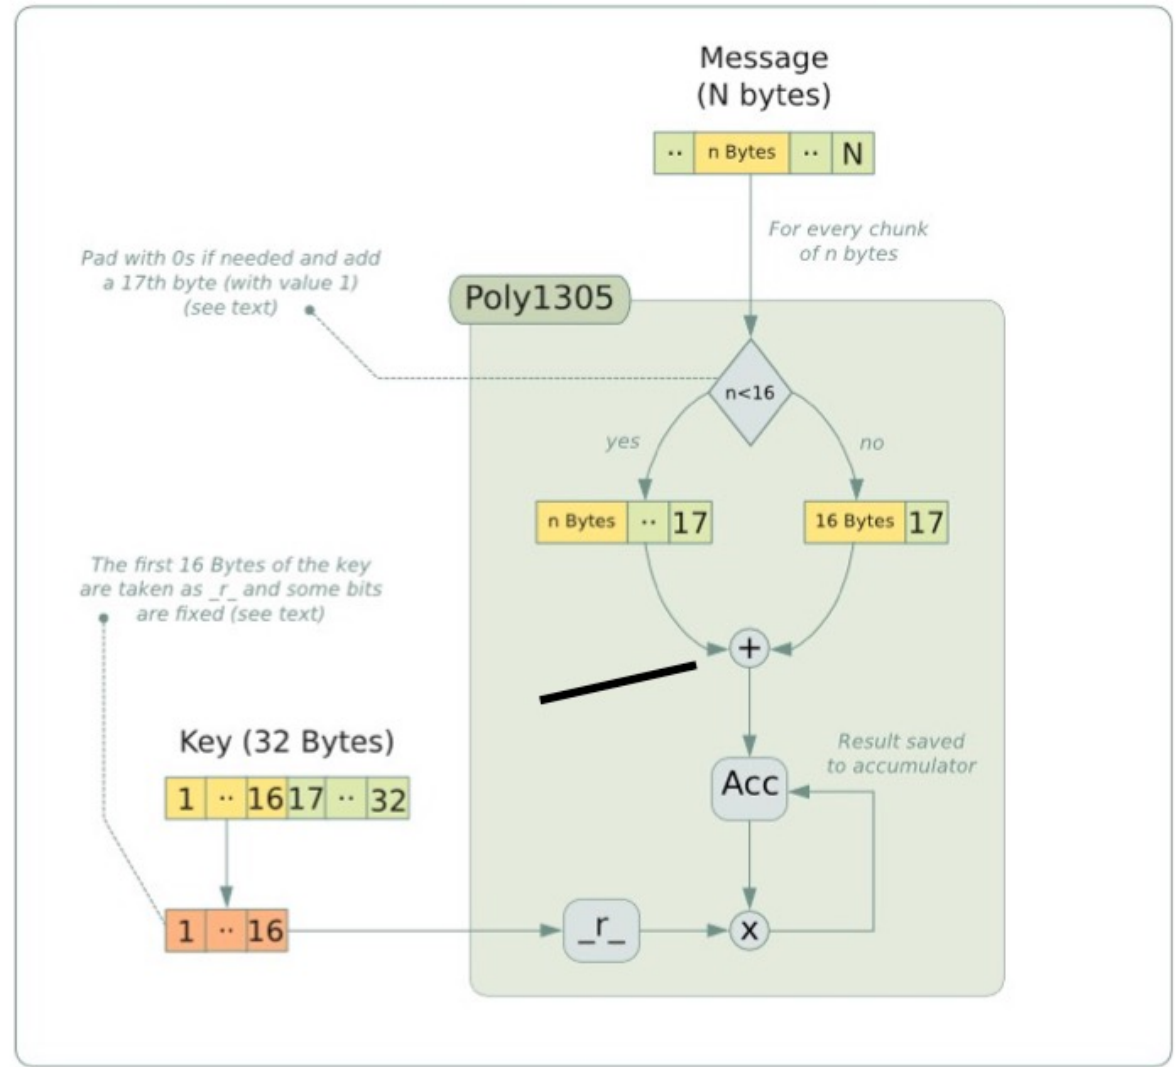 Message
(N bytes)
·· n Bytes ·· N
For every chunk
of n bytes
Pad with 0s if needed and add
a 17th byte (with value 1)
(see text)
Poly1305
n<16
yes
no
n Bytes ·· 17
16 Bytes 17
The first 16 Bytes of the key
are taken as _r_ and some bits
are fixed (see text)
+
Key (32 Bytes)
Result saved
to accumulator
1 ·· 16 17 ·· 32
Acc
1 ·· 16
_r_
x